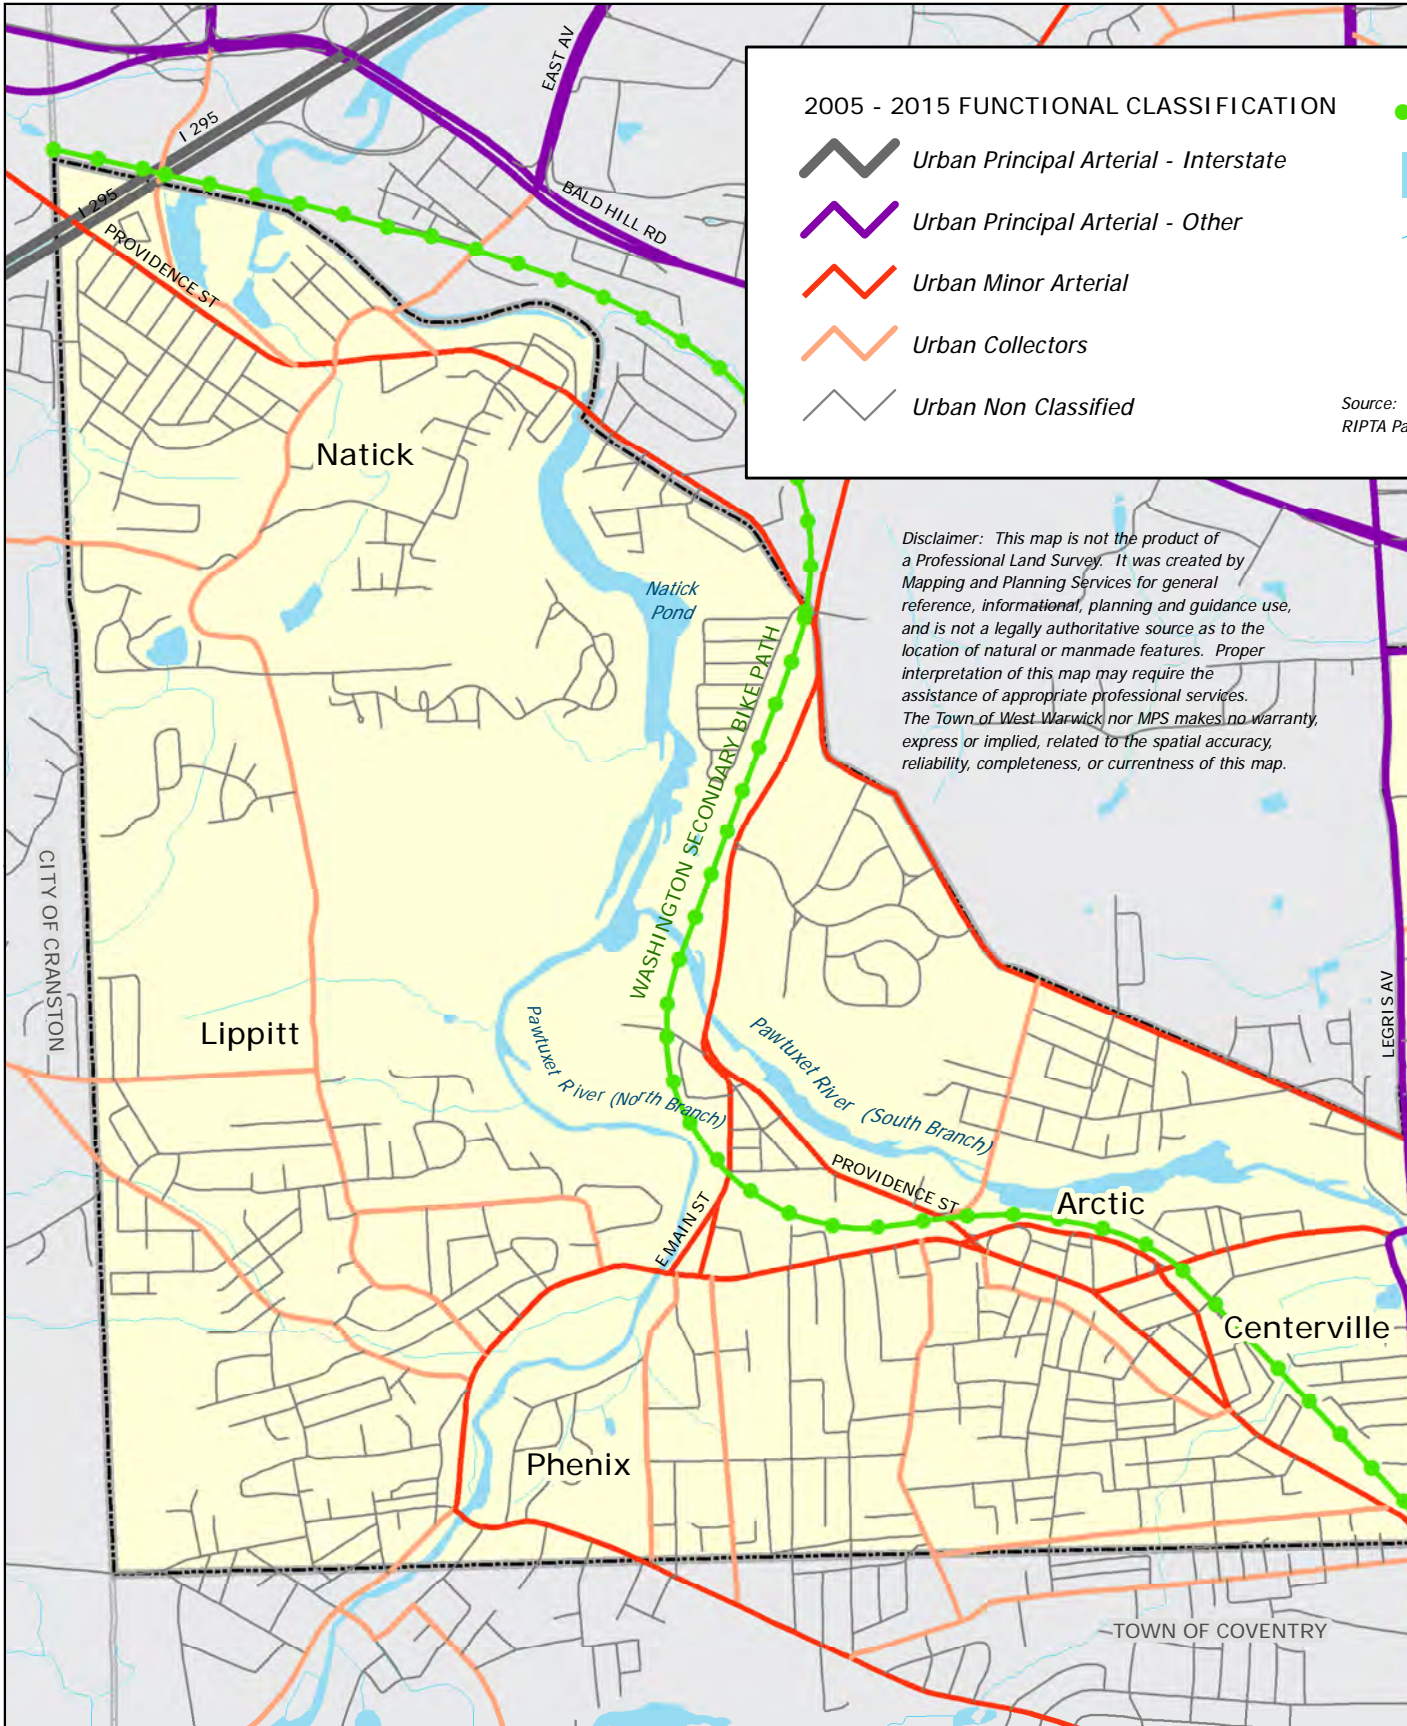 EAST AV
2005 - 2015 FUNCTIONAL CLASSIFICATION
I 295
Urban Principal Arterial - Interstate
I 295
BALD HILL RD
Urban Principal Arterial - Other
PROVIDENCE ST
Urban Minor Arterial
Urban Collectors
Urban Non Classified
Source:
RIPTA Pa
Natick
Disclaimer: This map is not the product of
a Professional Land Survey. It was created by
Mapping and Planning Services for general
reference, informational, planning and guidance use,
and is not a legally authoritative source as to the
location of natural or manmade features. Proper
interpretation of this map may require the
assistance of appropriate professional services.
The Town of West Warwick nor MPS makes no warranty,
express or implied, related to the spatial accuracy,
reliability, completeness, or currentness of this map.
Natick
Pond
WASHINGTON SECONDARY BIKE PATH
CITY OF CRANSTON
LEGRIS AV
Lippitt
Pawtuxet River (North Branch)
Pawtuxet River (South Branch)
PROVIDENCE ST
Arctic
E MAIN ST
Centerville
Phenix
TOWN OF COVENTRY